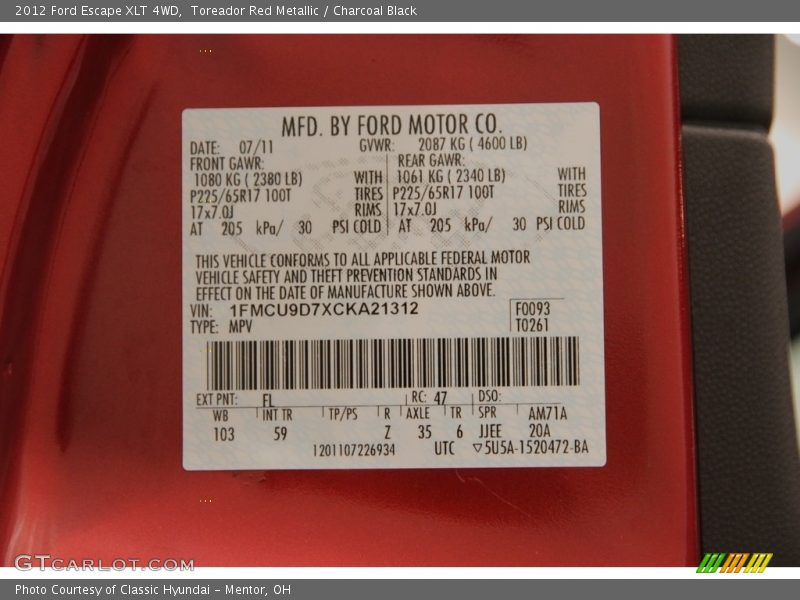 2012 Ford Escape XLT 4WD, Toreador Red Metallic / Charcoal Black
MFD. BY FORD MOTOR CO.
DATE: 07/11 GVWR: 2087 KG ( 4600 LB)
FRONT GAWR: REAR GAWR:
1080 KG ( 2380 LB) WITH 1061 KG ( 2340 LB) WITH
P225/65R17 100T TIRES P225/65R17 100T TIRES
17x7.0J RIMS 17x7.0J RIMS
AT 205 kPa/ 30 PSI COLD AT 205 kPa/ 30 PSI COLD
THIS VEHICLE CONFORMS TO ALL APPLICABLE FEDERAL MOTOR
VEHICLE SAFETY AND THEFT PREVENTION STANDARDS IN
EFFECT ON THE DATE OF MANUFACTURE SHOWN ABOVE.
VIN: 1FMCU9D7XCKA21312 F0093
TYPE: MPV T0261
EXT PNT: FL RC: 47 DSO:
WB INT TR TP/PS R AXLE TR SPR AM71A
103 59 Z 35 6 JJEE 20A
1201107226934 UTC ▽5U5A-1520472-BA
GTCARLOT.COM
Photo Courtesy of Classic Hyundai - Mentor, OH